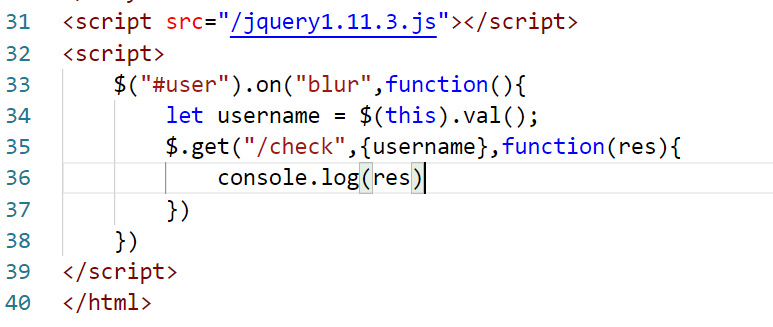 31 <script src="/jquery1.11.3.js"></script>
32 <script>
33     $("#user").on("blur",function(){
34         let username = $(this).val();
35         $.get("/check",{username},function(res){
36             console.log(res)
37         })
38     })
39 </script>
40 </html>